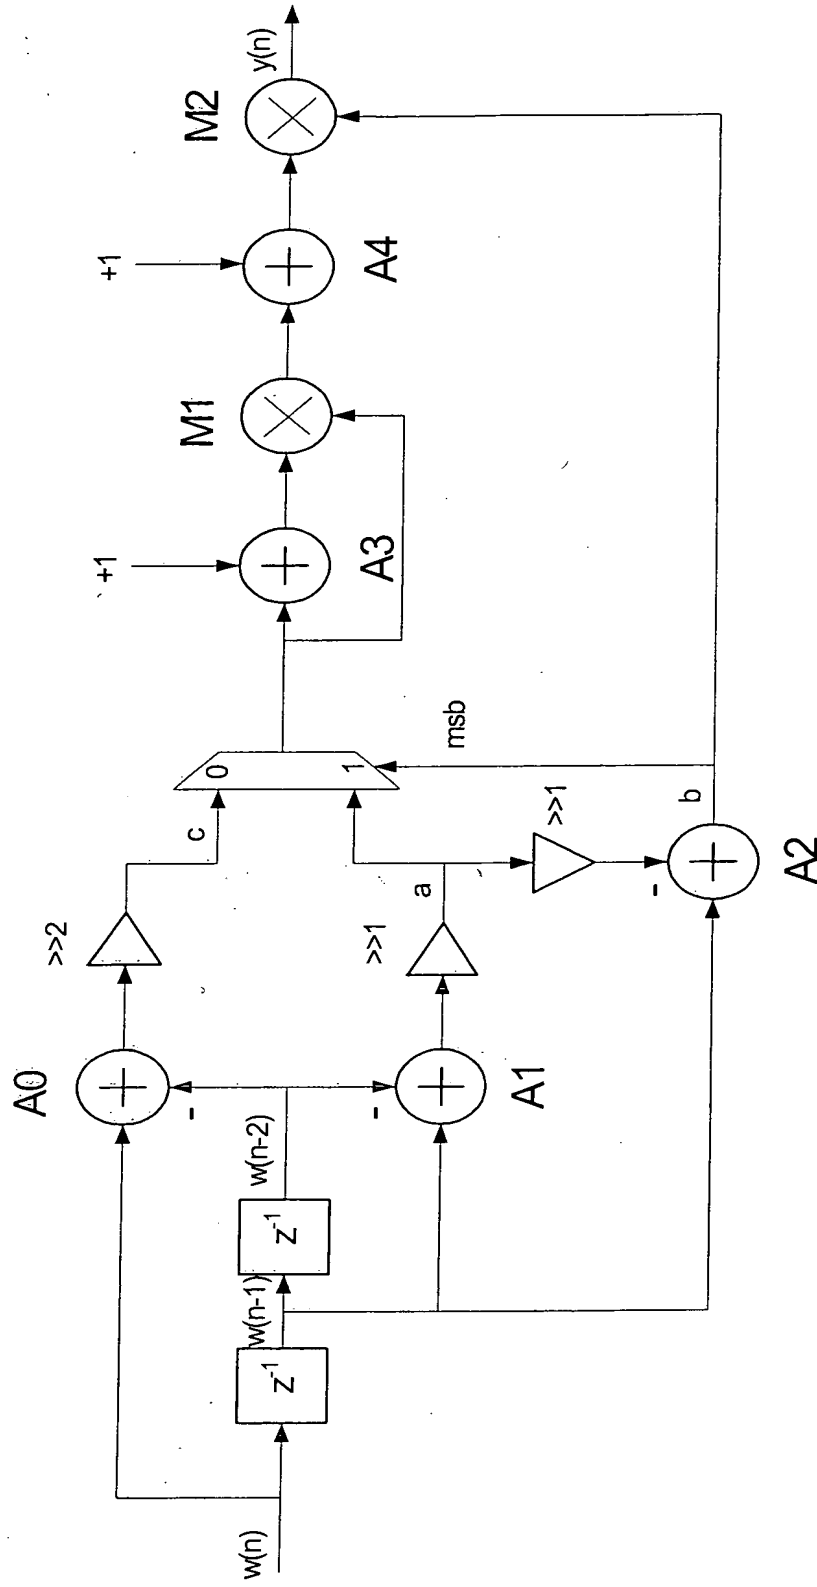 w(n)
z⁻¹
w(n-1)
z⁻¹
w(n-2)
A0
-
>>2
c
-
A1
>>1
a
0
1
msb
>>1
-
b
A2
+1
A3
M1
+1
A4
M2
y(n)